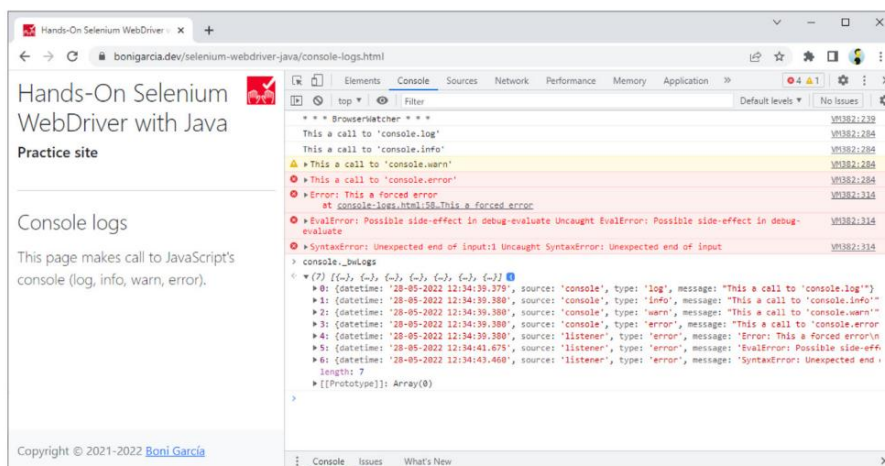 Hands-On Selenium WebDriver
bonigarcia.dev/selenium-webdriver-java/console-logs.html
Hands-On Selenium
WebDriver with Java
Practice site
Console logs
This page makes call to JavaScript's
console (log, info, warn, error).
Copyright © 2021-2022 Boni García
Elements Console Sources Network Performance Memory Application » 4 1
top ▼ Filter Default levels ▼ No Issues
* * * BrowserWatcher * * * VM382:239
This a call to 'console.log' VM382:284
This a call to 'console.info' VM382:284
This a call to 'console.warn' VM382:284
This a call to 'console.error' VM382:284
Error: This a forced error VM382:314
at console-logs.html:58…This a forced error
EvalError: Possible side-effect in debug-evaluate Uncaught EvalError: Possible side-effect in debug- VM382:314
evaluate
SyntaxError: Unexpected end of input:1 Uncaught SyntaxError: Unexpected end of input VM382:314
> console._bwLogs
(7) [{…}, {…}, {…}, {…}, {…}, {…}, {…}]
0: {datetime: '28-05-2022 12:34:39.379', source: 'console', type: 'log', message: "This a call to 'console.log'"}
1: {datetime: '28-05-2022 12:34:39.380', source: 'console', type: 'info', message: "This a call to 'console.info'"
2: {datetime: '28-05-2022 12:34:39.380', source: 'console', type: 'warn', message: "This a call to 'console.warn'"
3: {datetime: '28-05-2022 12:34:39.380', source: 'console', type: 'error', message: "This a call to 'console.error
4: {datetime: '28-05-2022 12:34:39.380', source: 'listener', type: 'error', message: 'Error: This a forced error\n
5: {datetime: '28-05-2022 12:34:41.675', source: 'listener', type: 'error', message: 'EvalError: Possible side-eff
6: {datetime: '28-05-2022 12:34:43.460', source: 'listener', type: 'error', message: 'SyntaxError: Unexpected end
length: 7
[[Prototype]]: Array(0)
Console Issues What's New